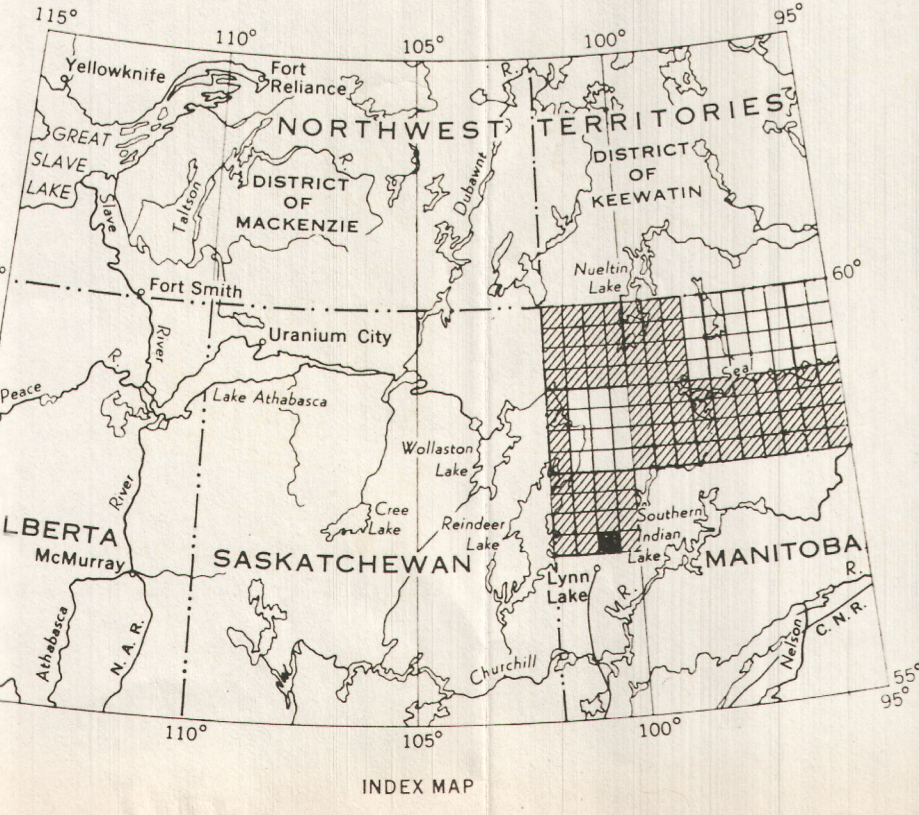 115°
110°
105°
100°
95°
Yellowknife
Fort
Reliance
R.
NORTHWEST TERRITORIES
GREAT
SLAVE
LAKE
Slave
Taltson
R.
DISTRICT
OF
MACKENZIE
Dubawnt
DISTRICT
OF
KEEWATIN
Nueltin
Lake
60°
Fort Smith
River
Uranium City
R.
Peace
Lake Athabasca
Seal
Wollaston
Lake
River
Cree
Lake
Reindeer
Lake
Southern
Indian
Lake
LBERTA
McMurray
SASKATCHEWAN
MANITOBA
Lynn
Lake
Athabasca
N. A. R.
Churchill
R.
Nelson
R.
C. N. R.
55°
95°
110°
105°
100°
INDEX MAP